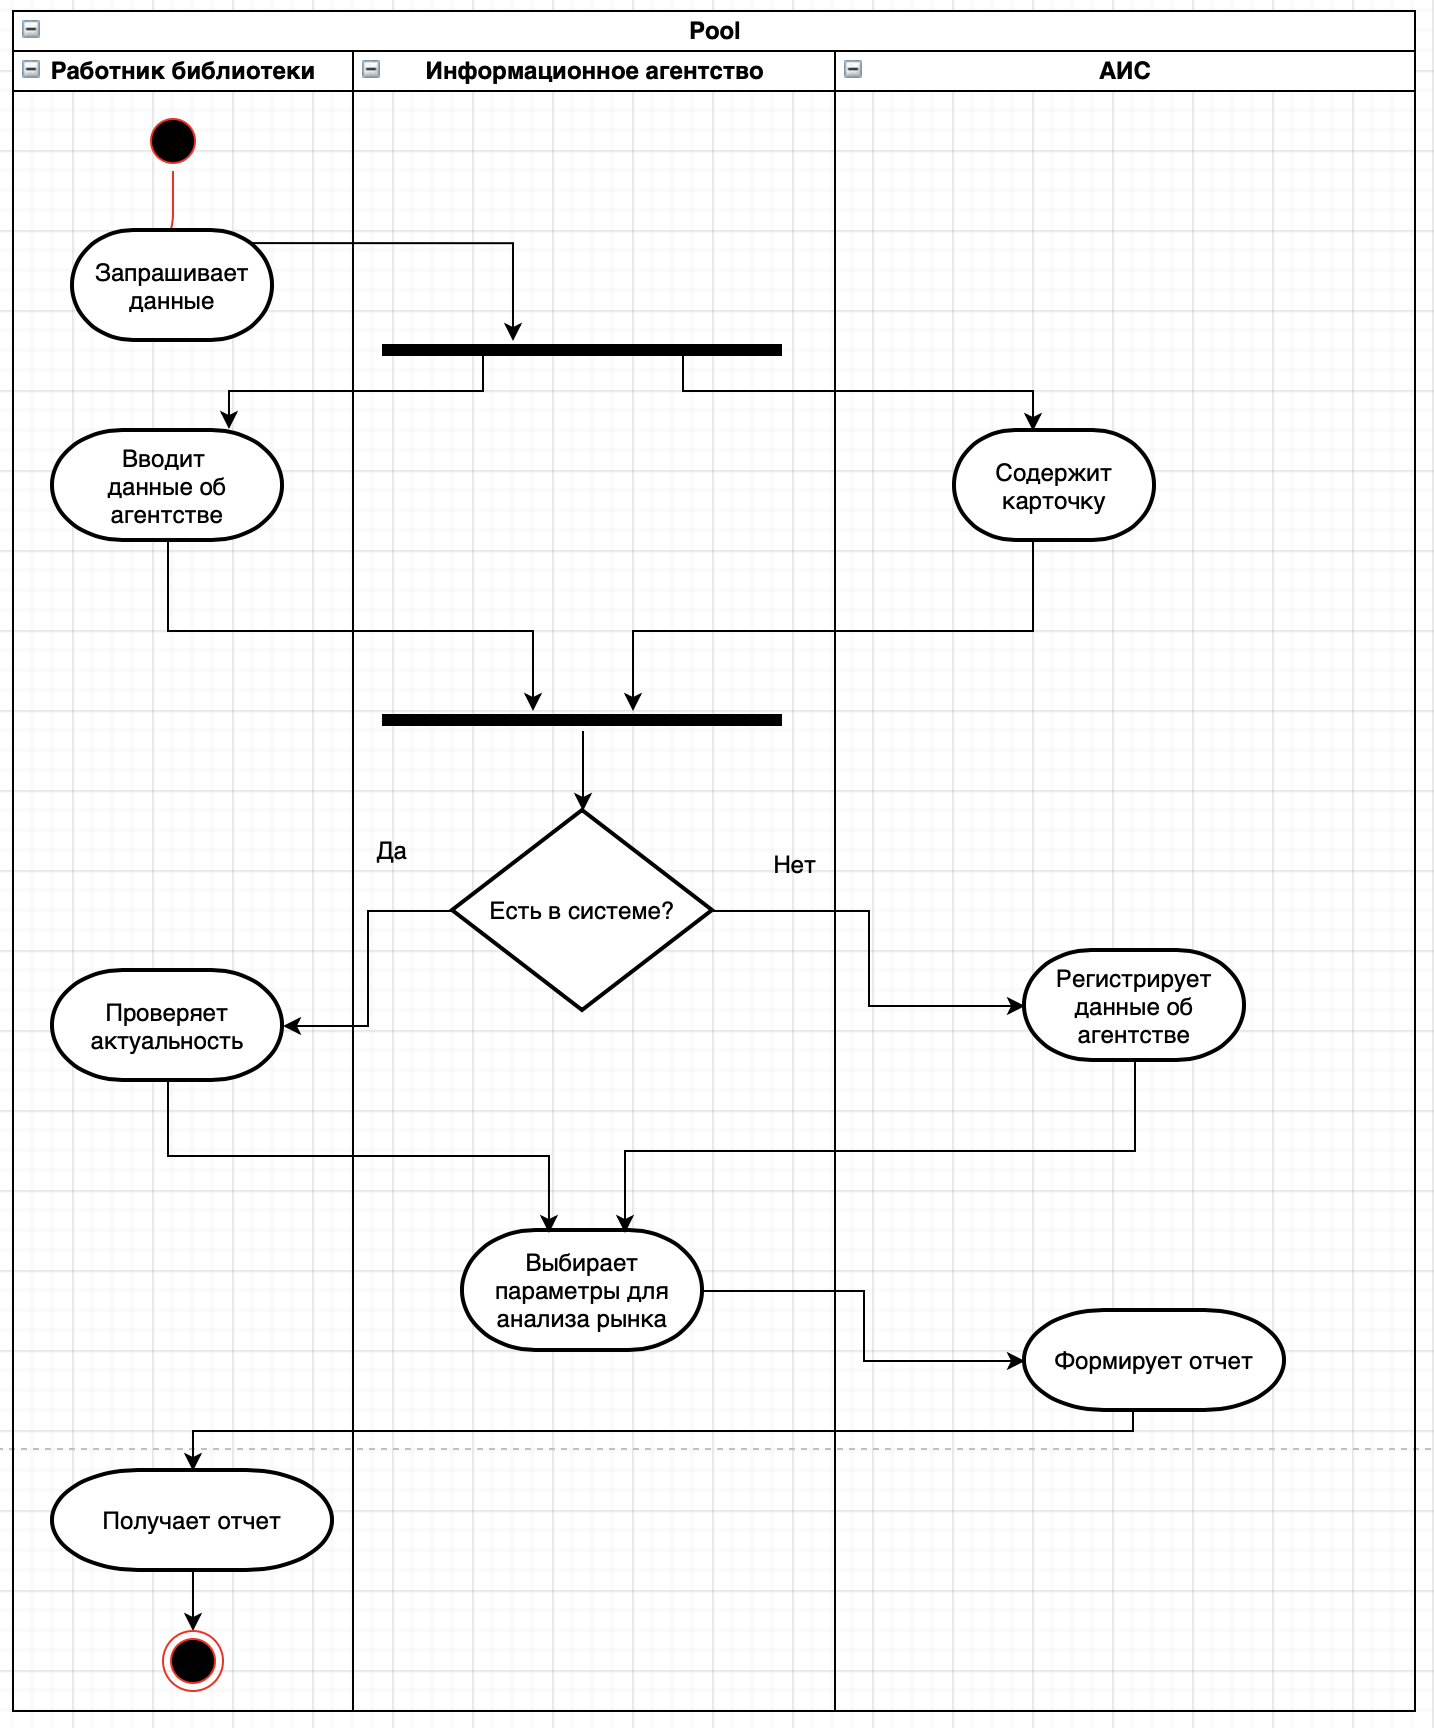 Pool
Работник библиотеки
Информационное агентство
АИС
Запрашивает
данные
Вводит
данные об
агентстве
Содержит
карточку
Да
Нет
Есть в системе?
Проверяет
актуальность
Регистрирует
данные об
агентстве
Выбирает
параметры для
анализа рынка
Формирует отчет
Получает отчет